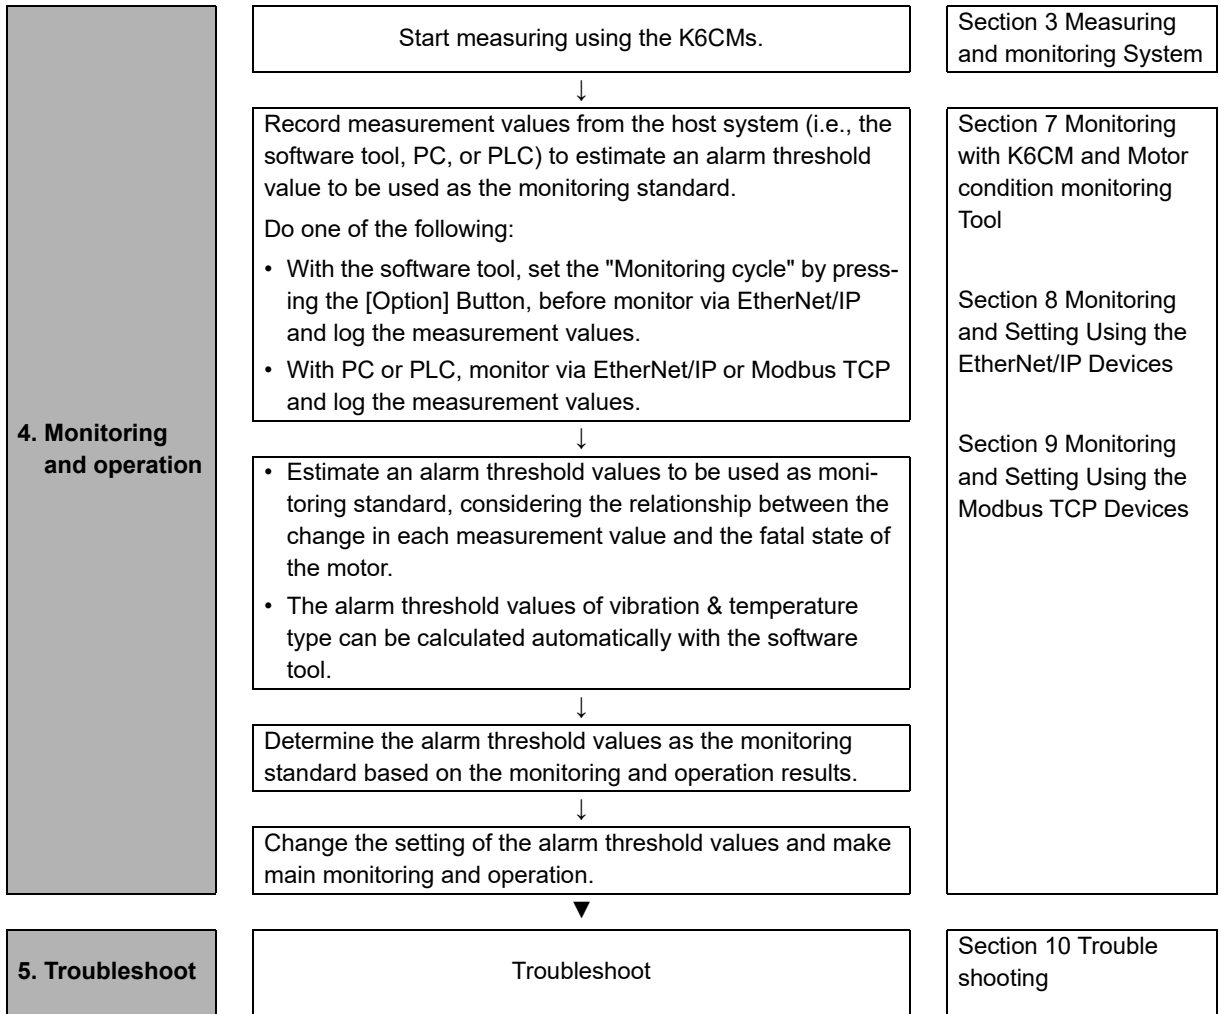 Start measuring using the K6CMs.
Section 3 Measuring
and monitoring System
↓
Record measurement values from the host system (i.e., the
software tool, PC, or PLC) to estimate an alarm threshold
value to be used as the monitoring standard.
Do one of the following:
• With the software tool, set the "Monitoring cycle" by press-
ing the [Option] Button, before monitor via EtherNet/IP
and log the measurement values.
• With PC or PLC, monitor via EtherNet/IP or Modbus TCP
and log the measurement values.
Section 7 Monitoring
with K6CM and Motor
condition monitoring
Tool
Section 8 Monitoring
and Setting Using the
EtherNet/IP Devices
Section 9 Monitoring
and Setting Using the
Modbus TCP Devices
4. Monitoring
and operation
↓
• Estimate an alarm threshold values to be used as moni-
toring standard, considering the relationship between the
change in each measurement value and the fatal state of
the motor.
• The alarm threshold values of vibration & temperature
type can be calculated automatically with the software
tool.
↓
Determine the alarm threshold values as the monitoring
standard based on the monitoring and operation results.
↓
Change the setting of the alarm threshold values and make
main monitoring and operation.
▼
5. Troubleshoot
Troubleshoot
Section 10 Trouble
shooting